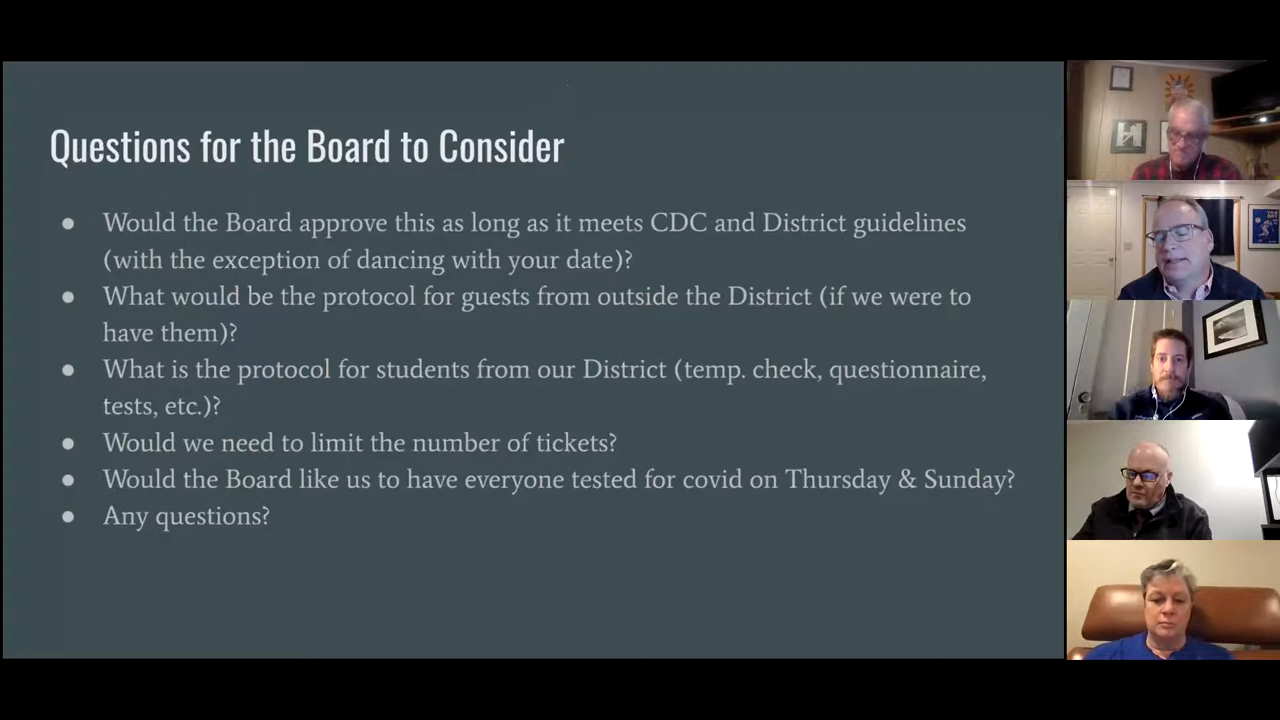 Questions for the Board to Consider
● Would the Board approve this as long as it meets CDC and District guidelines
(with the exception of dancing with your date)?
● What would be the protocol for guests from outside the District (if we were to
have them)?
● What is the protocol for students from our District (temp. check, questionnaire,
tests, etc.)?
● Would we need to limit the number of tickets?
● Would the Board like us to have everyone tested for covid on Thursday & Sunday?
● Any questions?